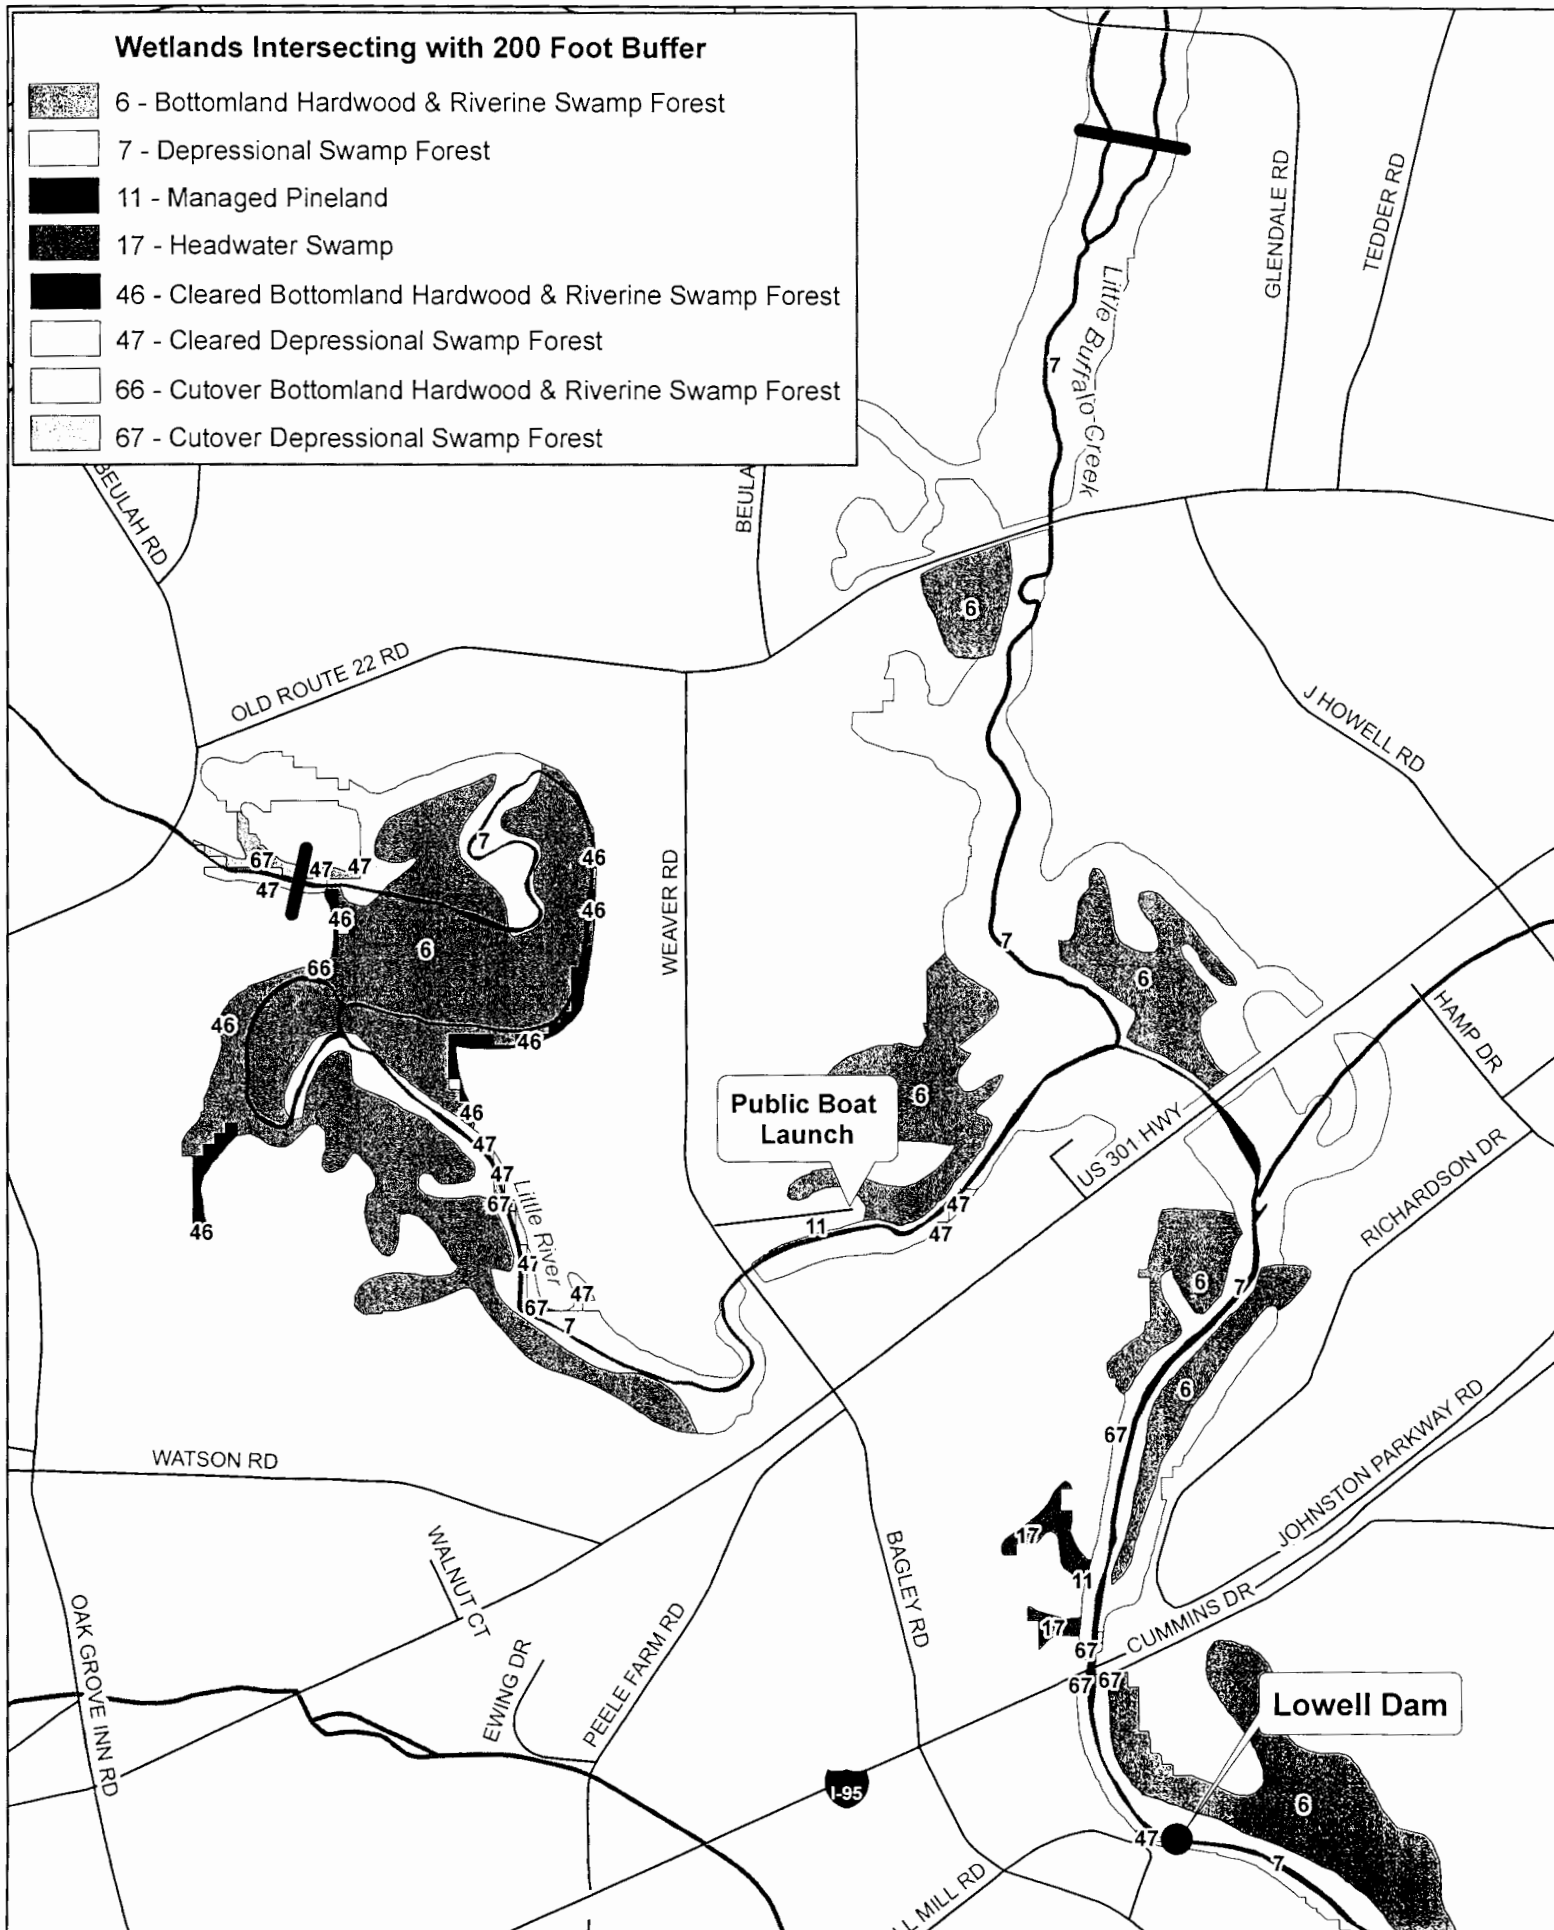 Wetlands Intersecting with 200 Foot Buffer
6 - Bottomland Hardwood & Riverine Swamp Forest
7 - Depressional Swamp Forest
11 - Managed Pineland
17 - Headwater Swamp
46 - Cleared Bottomland Hardwood & Riverine Swamp Forest
47 - Cleared Depressional Swamp Forest
66 - Cutover Bottomland Hardwood & Riverine Swamp Forest
67 - Cutover Depressional Swamp Forest
GLENDALE RD
TEDDER RD
Little Buffalo Creek
7
BEULAH RD
BEULA
6
OLD ROUTE 22 RD
J HOWELL RD
7
67
47
47
47
46
46
46
WEAVER RD
6
7
66
46
46
6
HAMP DR
Public Boat
Launch
6
US 301 HWY
46
47
47
67
Little River
46
11
47
47
RICHARDSON DR
47
47
67
7
6
7
6
67
WATSON RD
JOHNSTON PARKWAY RD
WALNUT CT
BAGLEY RD
17
11
17
67
CUMMINS DR
OAK GROVE INN RD
EWING DR
PEELE FARM RD
67
67
Lowell Dam
I-95
6
47
7
LL MILL RD